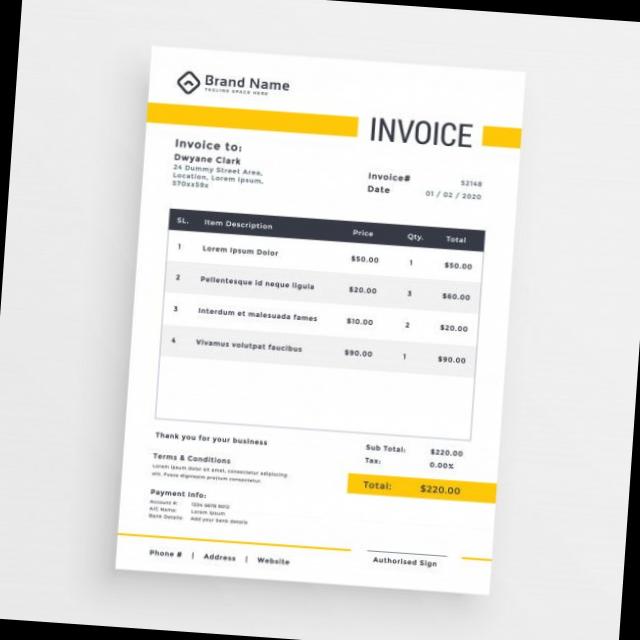 Brand Name
TAGLINE SPACE HERE
INVOICE
Invoice to:
Dwyane Clark
24 Dummy Street Area,
Location, Lorem Ipsum,
570xx59x
Invoice# 52148
Date 01 / 02 / 2020
SL. Item Description Price Qty. Total
1 Lorem Ipsum Dolor $50.00 1 $50.00
2 Pellentesque id neque ligula $20.00 3 $60.00
3 Interdum et malesuada fames $10.00 2 $20.00
4 Vivamus volutpat faucibus $90.00 1 $90.00
Thank you for your business
Sub Total: $220.00
Tax: 0.00%
Total: $220.00
Terms & Conditions
Lorem ipsum dolor sit amet, consectetur adipiscing
elit. Fusce dignissim pretium consectetur.
Payment Info:
Account #: 1234 5678 9012
A/C Name: Lorem Ipsum
Bank Details: Add your bank details
Phone # | Address | Website
Authorised Sign